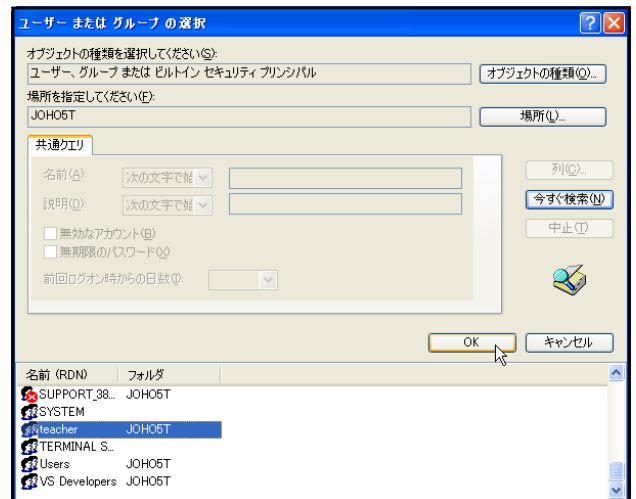 ユーザー または グループ の選択
オブジェクトの種類を選択してください(S):
ユーザー、グループ または ビルトイン セキュリティ プリンシパル
オブジェクトの種類(O)...
場所を指定してください(F):
JOHO5T
場所(L)...
共通クエリ
名前(A):
次の文字で始
列(C)...
説明(D):
次の文字で始
今すぐ検索(N)
無効なアカウント(B)
中止(T)
無期限のパスワード(X)
前回ログオン時からの日数(I):
OK
キャンセル
名前 (RDN) フォルダ
SUPPORT_38... JOHO5T
SYSTEM
teacher JOHO5T
TERMINAL S...
Users JOHO5T
VS Developers JOHO5T